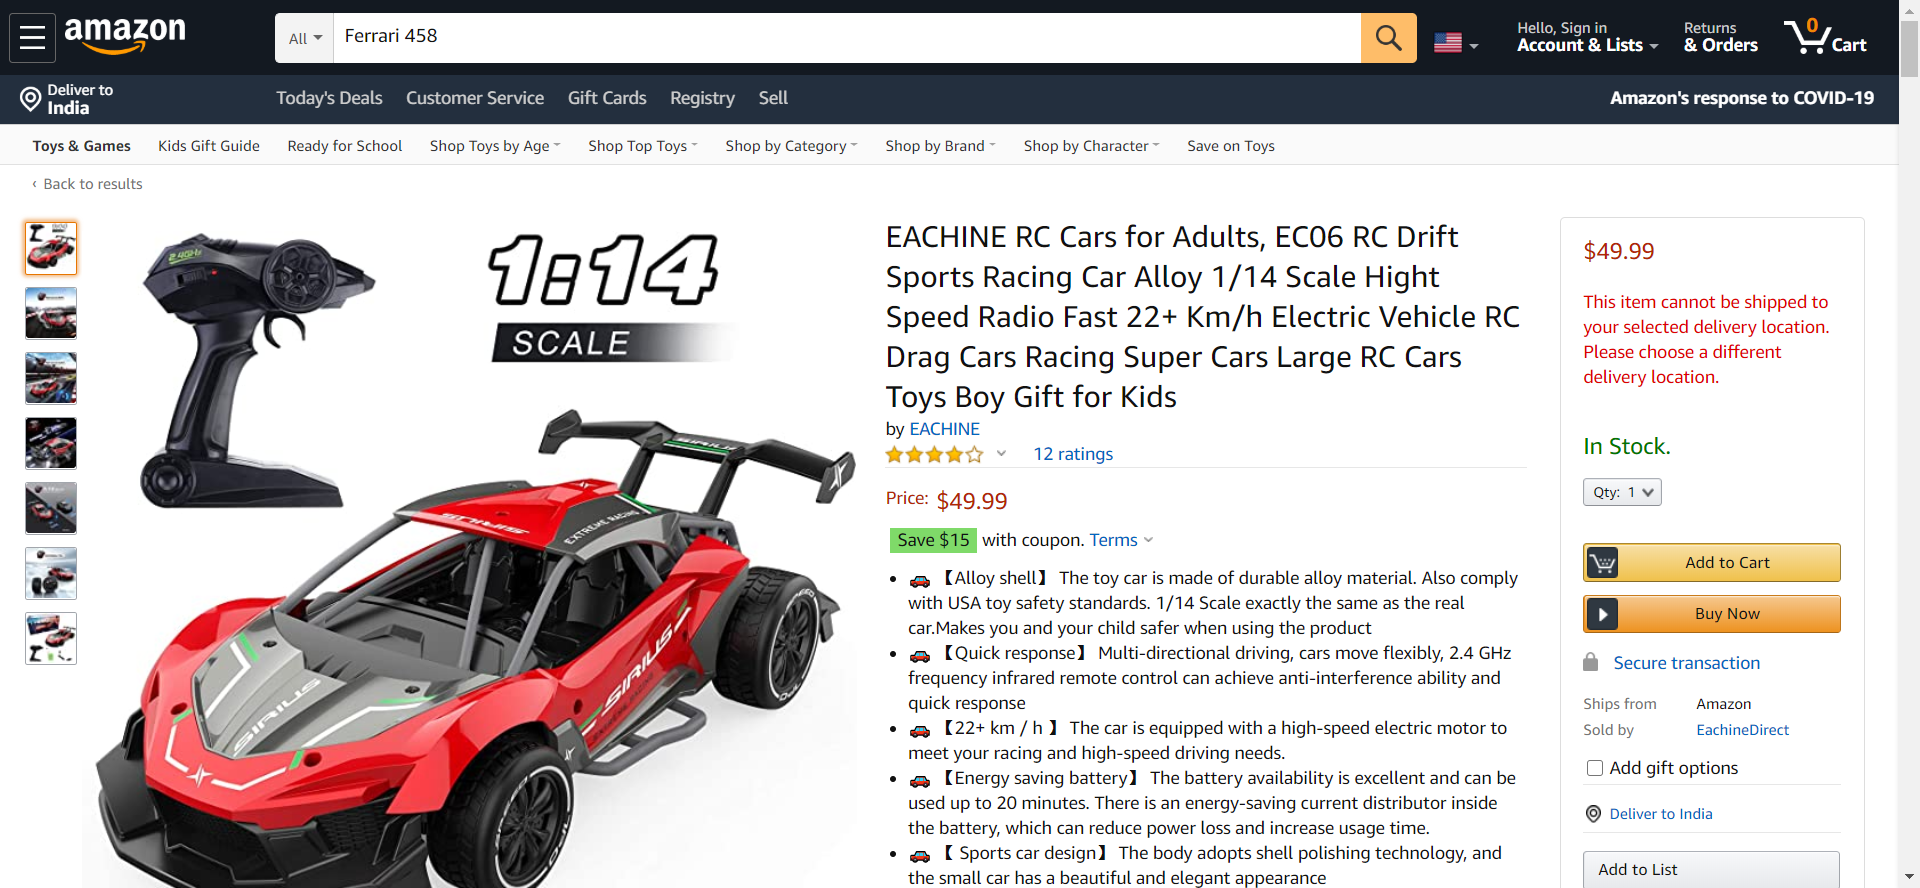 amazon
All
Ferrari 458
Hello, Sign in
Account & Lists
Returns
& Orders
0
Cart
Deliver to
India
Today's Deals
Customer Service
Gift Cards
Registry
Sell
Amazon's response to COVID-19
Toys & Games
Kids Gift Guide
Ready for School
Shop Toys by Age
Shop Top Toys
Shop by Category
Shop by Brand
Shop by Character
Save on Toys
‹ Back to results
2.4GHz
1:14
SCALE
SIRIUS
SIRIUS
EXTREME RACING
SIRIUS
SIRIUS
EACHINE RC Cars for Adults, EC06 RC Drift
Sports Racing Car Alloy 1/14 Scale Hight
Speed Radio Fast 22+ Km/h Electric Vehicle RC
Drag Cars Racing Super Cars Large RC Cars
Toys Boy Gift for Kids
by EACHINE
12 ratings
Price: $49.99
Save $15 with coupon. Terms
• 🚗 【Alloy shell】 The toy car is made of durable alloy material. Also comply
with USA toy safety standards. 1/14 Scale exactly the same as the real
car.Makes you and your child safer when using the product
• 🚗 【Quick response】 Multi-directional driving, cars move flexibly, 2.4 GHz
frequency infrared remote control can achieve anti-interference ability and
quick response
• 🚗 【22+ km / h 】 The car is equipped with a high-speed electric motor to
meet your racing and high-speed driving needs.
• 🚗 【Energy saving battery】 The battery availability is excellent and can be
used up to 20 minutes. There is an energy-saving current distributor inside
the battery, which can reduce power loss and increase usage time.
• 🚗 【 Sports car design】 The body adopts shell polishing technology, and
the small car has a beautiful and elegant appearance
$49.99
This item cannot be shipped to
your selected delivery location.
Please choose a different
delivery location.
In Stock.
Qty: 1
Add to Cart
Buy Now
Secure transaction
Ships from Amazon
Sold by EachineDirect
Add gift options
Deliver to India
Add to List